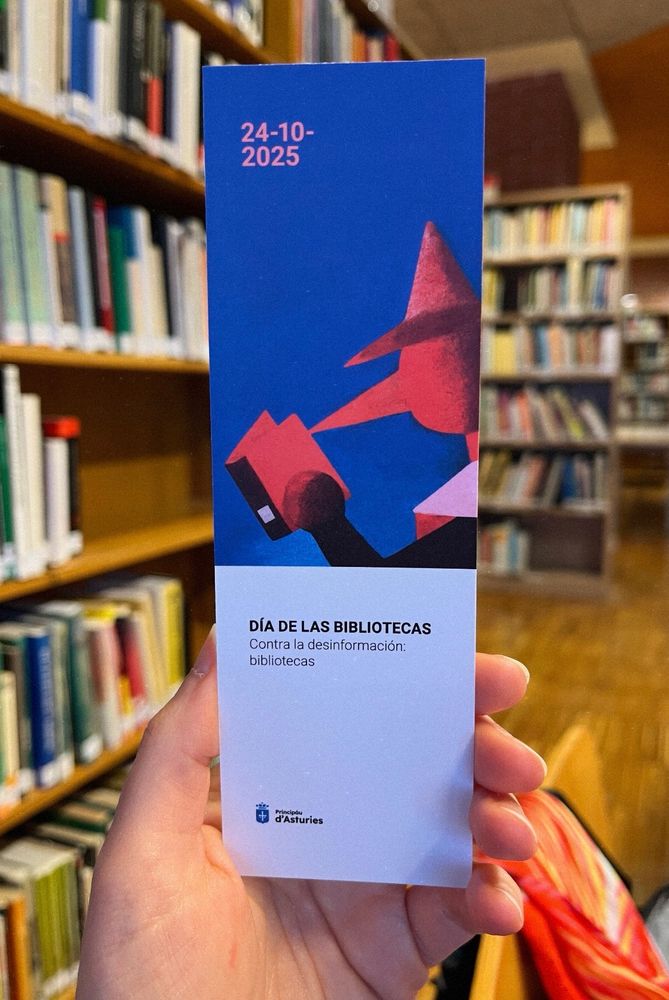 24-10-
2025
DÍA DE LAS BIBLIOTECAS
Contra la desinformación:
bibliotecas
Principáu
d'Asturies